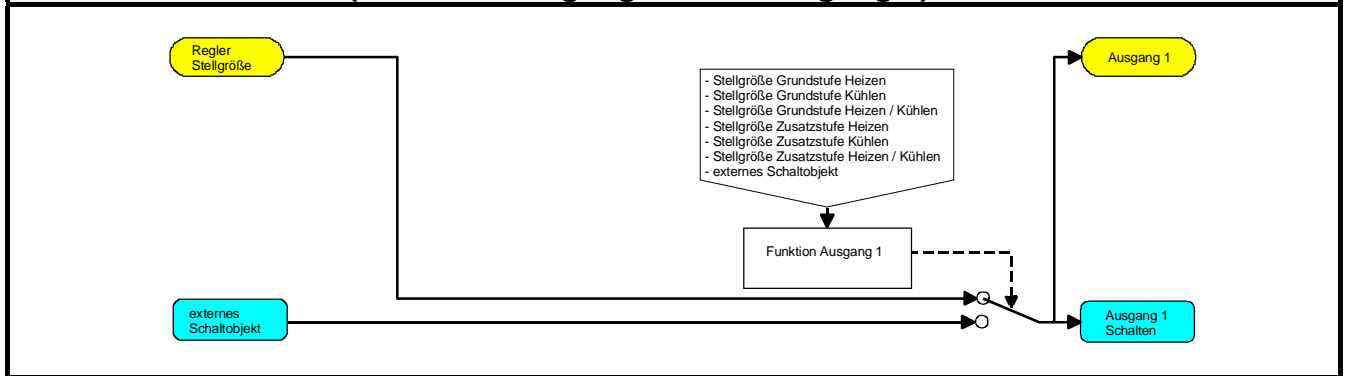 Regler
Stellgröße
Ausgang 1
- Stellgröße Grundstufe Heizen
- Stellgröße Grundstufe Kühlen
- Stellgröße Grundstufe Heizen / Kühlen
- Stellgröße Zusatzstufe Heizen
- Stellgröße Zusatzstufe Kühlen
- Stellgröße Zusatzstufe Heizen / Kühlen
- externes Schaltobjekt
Funktion Ausgang 1
externes
Schaltobjekt
Ausgang 1
Schalten